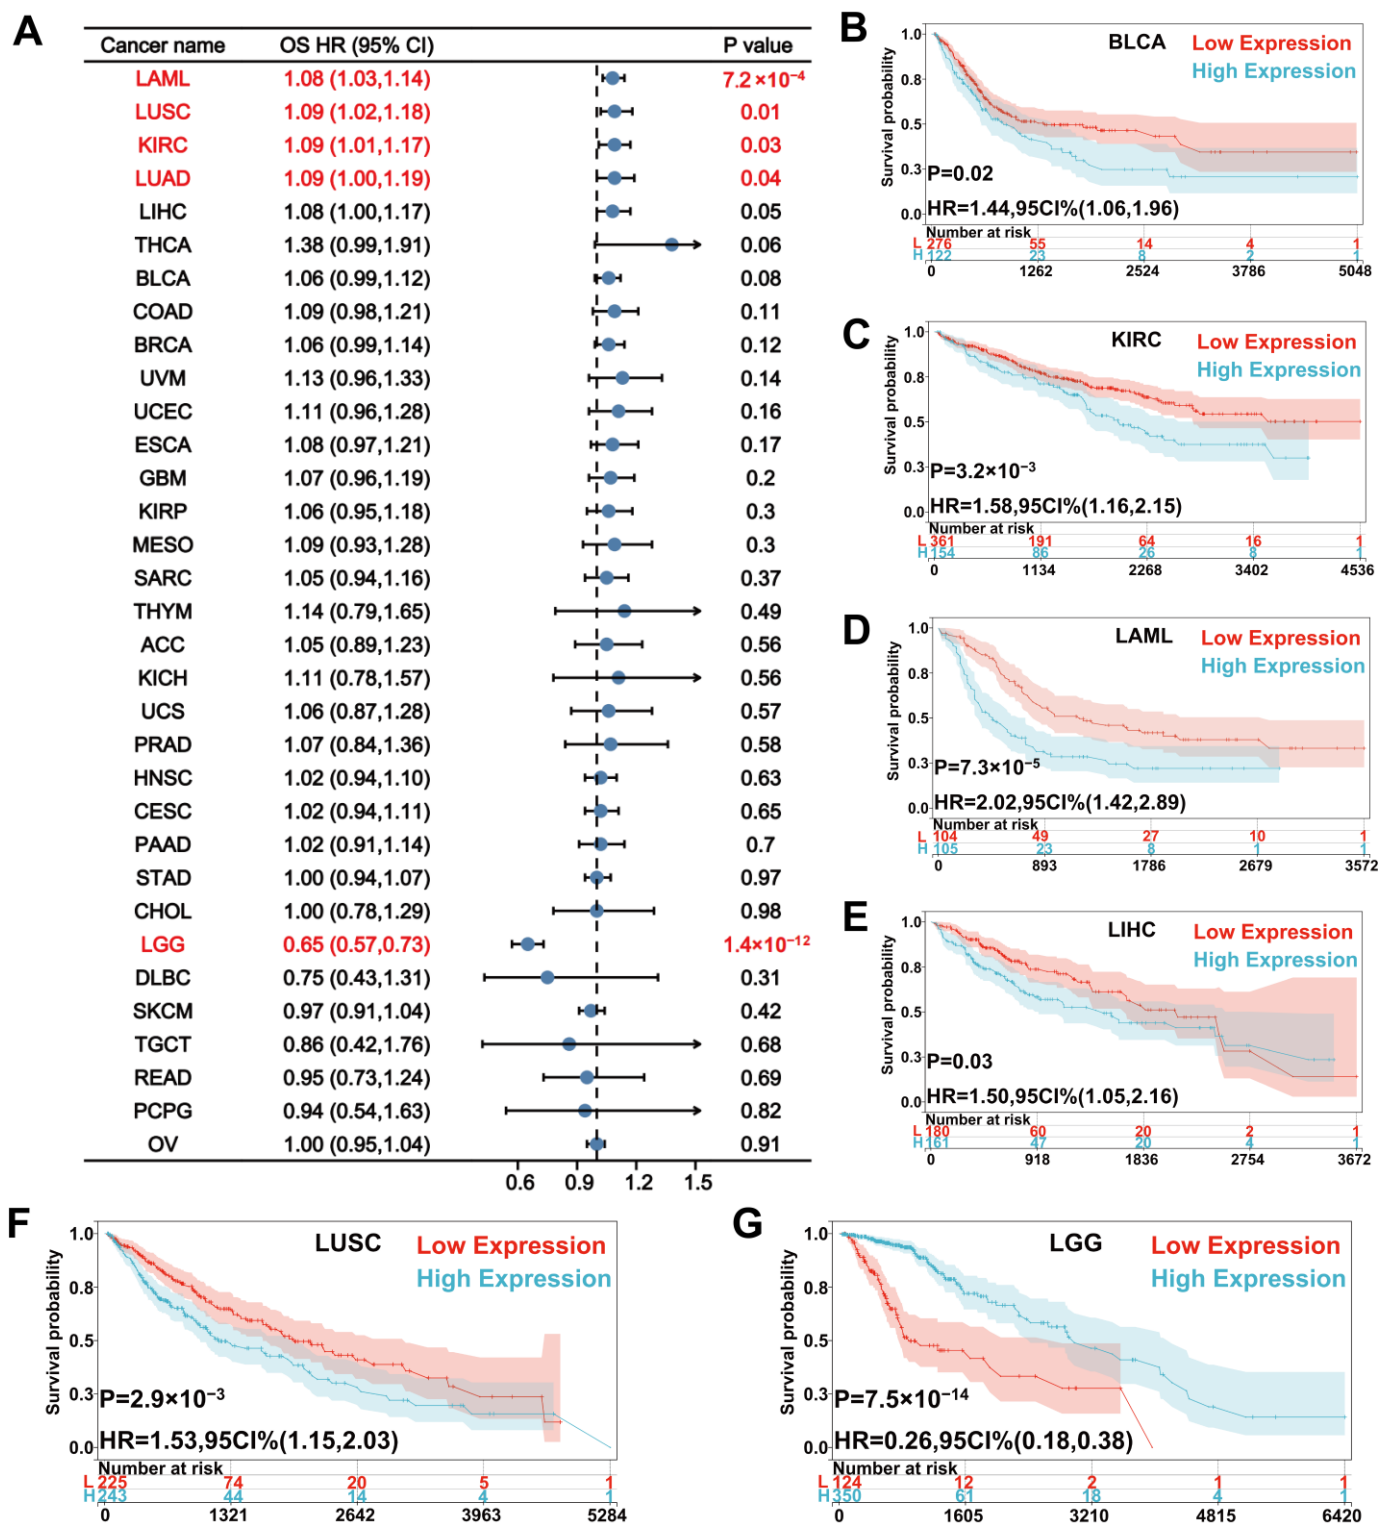 A
Cancer name OS HR (95% CI) P value
LAML 1.08 (1.03,1.14) 7.2×10⁻⁴
LUSC 1.09 (1.02,1.18) 0.01
KIRC 1.09 (1.01,1.17) 0.03
LUAD 1.09 (1.00,1.19) 0.04
LIHC 1.08 (1.00,1.17) 0.05
THCA 1.38 (0.99,1.91) 0.06
BLCA 1.06 (0.99,1.12) 0.08
COAD 1.09 (0.98,1.21) 0.11
BRCA 1.06 (0.99,1.14) 0.12
UVM 1.13 (0.96,1.33) 0.14
UCEC 1.11 (0.96,1.28) 0.16
ESCA 1.08 (0.97,1.21) 0.17
GBM 1.07 (0.96,1.19) 0.2
KIRP 1.06 (0.95,1.18) 0.3
MESO 1.09 (0.93,1.28) 0.3
SARC 1.05 (0.94,1.16) 0.37
THYM 1.14 (0.79,1.65) 0.49
ACC 1.05 (0.89,1.23) 0.56
KICH 1.11 (0.78,1.57) 0.56
UCS 1.06 (0.87,1.28) 0.57
PRAD 1.07 (0.84,1.36) 0.58
HNSC 1.02 (0.94,1.10) 0.63
CESC 1.02 (0.94,1.11) 0.65
PAAD 1.02 (0.91,1.14) 0.7
STAD 1.00 (0.94,1.07) 0.97
CHOL 1.00 (0.78,1.29) 0.98
LGG 0.65 (0.57,0.73) 1.4×10⁻¹²
DLBC 0.75 (0.43,1.31) 0.31
SKCM 0.97 (0.91,1.04) 0.42
TGCT 0.86 (0.42,1.76) 0.68
READ 0.95 (0.73,1.24) 0.69
PCPG 0.94 (0.54,1.63) 0.82
OV 1.00 (0.95,1.04) 0.91
0.6 0.9 1.2 1.5
B
BLCA Low Expression
High Expression
Survival probability
1.0
0.8
0.5
0.3
0.0
P=0.02
HR=1.44,95CI%(1.06,1.96)
Number at risk
L 276 55 14 4 1
H 122 23 8 2 1
0 1262 2524 3786 5048
C
KIRC Low Expression
High Expression
Survival probability
1.0
0.8
0.5
0.3
0.0
P=3.2×10⁻³
HR=1.58,95CI%(1.16,2.15)
Number at risk
L 361 191 64 16 1
H 154 86 26 8 1
0 1134 2268 3402 4536
D
LAML Low Expression
High Expression
Survival probability
1.0
0.8
0.5
0.3
0.0
P=7.3×10⁻⁵
HR=2.02,95CI%(1.42,2.89)
Number at risk
L 104 49 27 10 1
H 105 23 8 1 1
0 893 1786 2679 3572
E
LIHC Low Expression
High Expression
Survival probability
1.0
0.8
0.5
0.3
0.0
P=0.03
HR=1.50,95CI%(1.05,2.16)
Number at risk
L 180 60 20 2 1
H 161 47 20 4 1
0 918 1836 2754 3672
F
LUSC Low Expression
High Expression
Survival probability
1.0
0.8
0.5
0.3
0.0
P=2.9×10⁻³
HR=1.53,95CI%(1.15,2.03)
Number at risk
L 225 74 20 5 1
H 243 44 14 4 1
0 1321 2642 3963 5284
G
LGG Low Expression
High Expression
Survival probability
1.0
0.8
0.5
0.3
0.0
P=7.5×10⁻¹⁴
HR=0.26,95CI%(0.18,0.38)
Number at risk
L 124 12 2 1 1
H 350 61 18 4 1
0 1605 3210 4815 6420